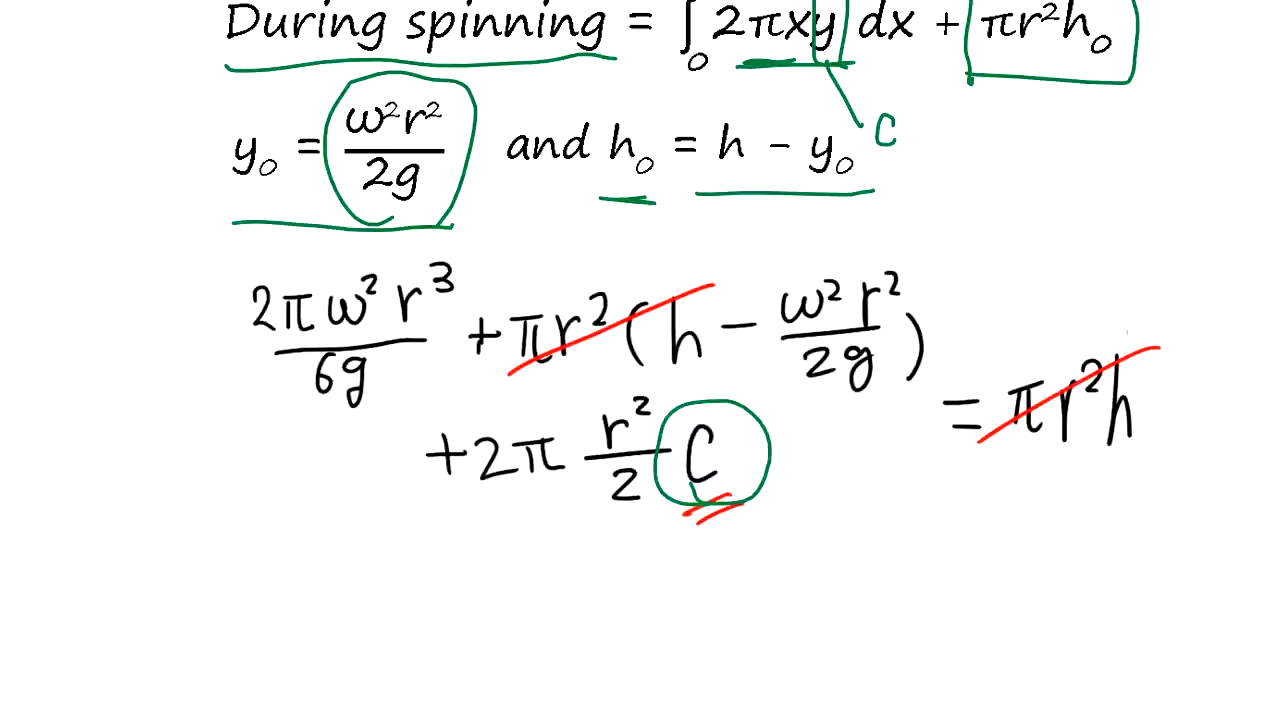 During spinning = ∫₀ 2πxy dx + πr²h₀
C
y₀ = ω²r²/2g and h₀ = h - y₀
2πω²r³/6g + πr²(h - ω²r²/2g)
+ 2π r²/2 C = πr²h